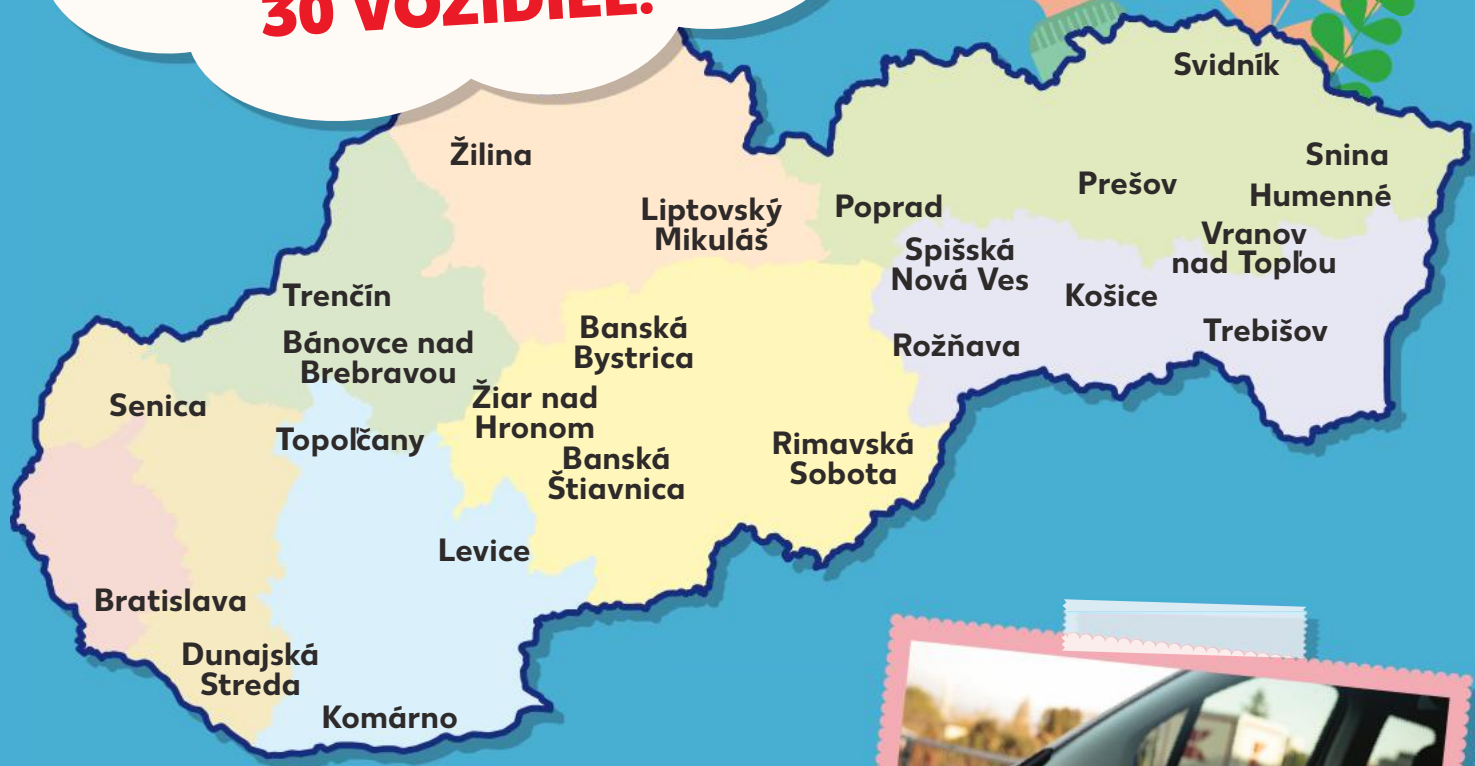 30 VOZIDIEL.
Svidník
Žilina
Snina
Prešov
Humenné
Liptovský
Mikuláš
Poprad
Vranov
nad Topľou
Spišská
Nová Ves
Košice
Trenčín
Trebišov
Banská
Bystrica
Rožňava
Bánovce nad
Brebravou
Žiar nad
Hronom
Senica
Topoľčany
Rimavská
Sobota
Banská
Štiavnica
Levice
Bratislava
Dunajská
Streda
Komárno